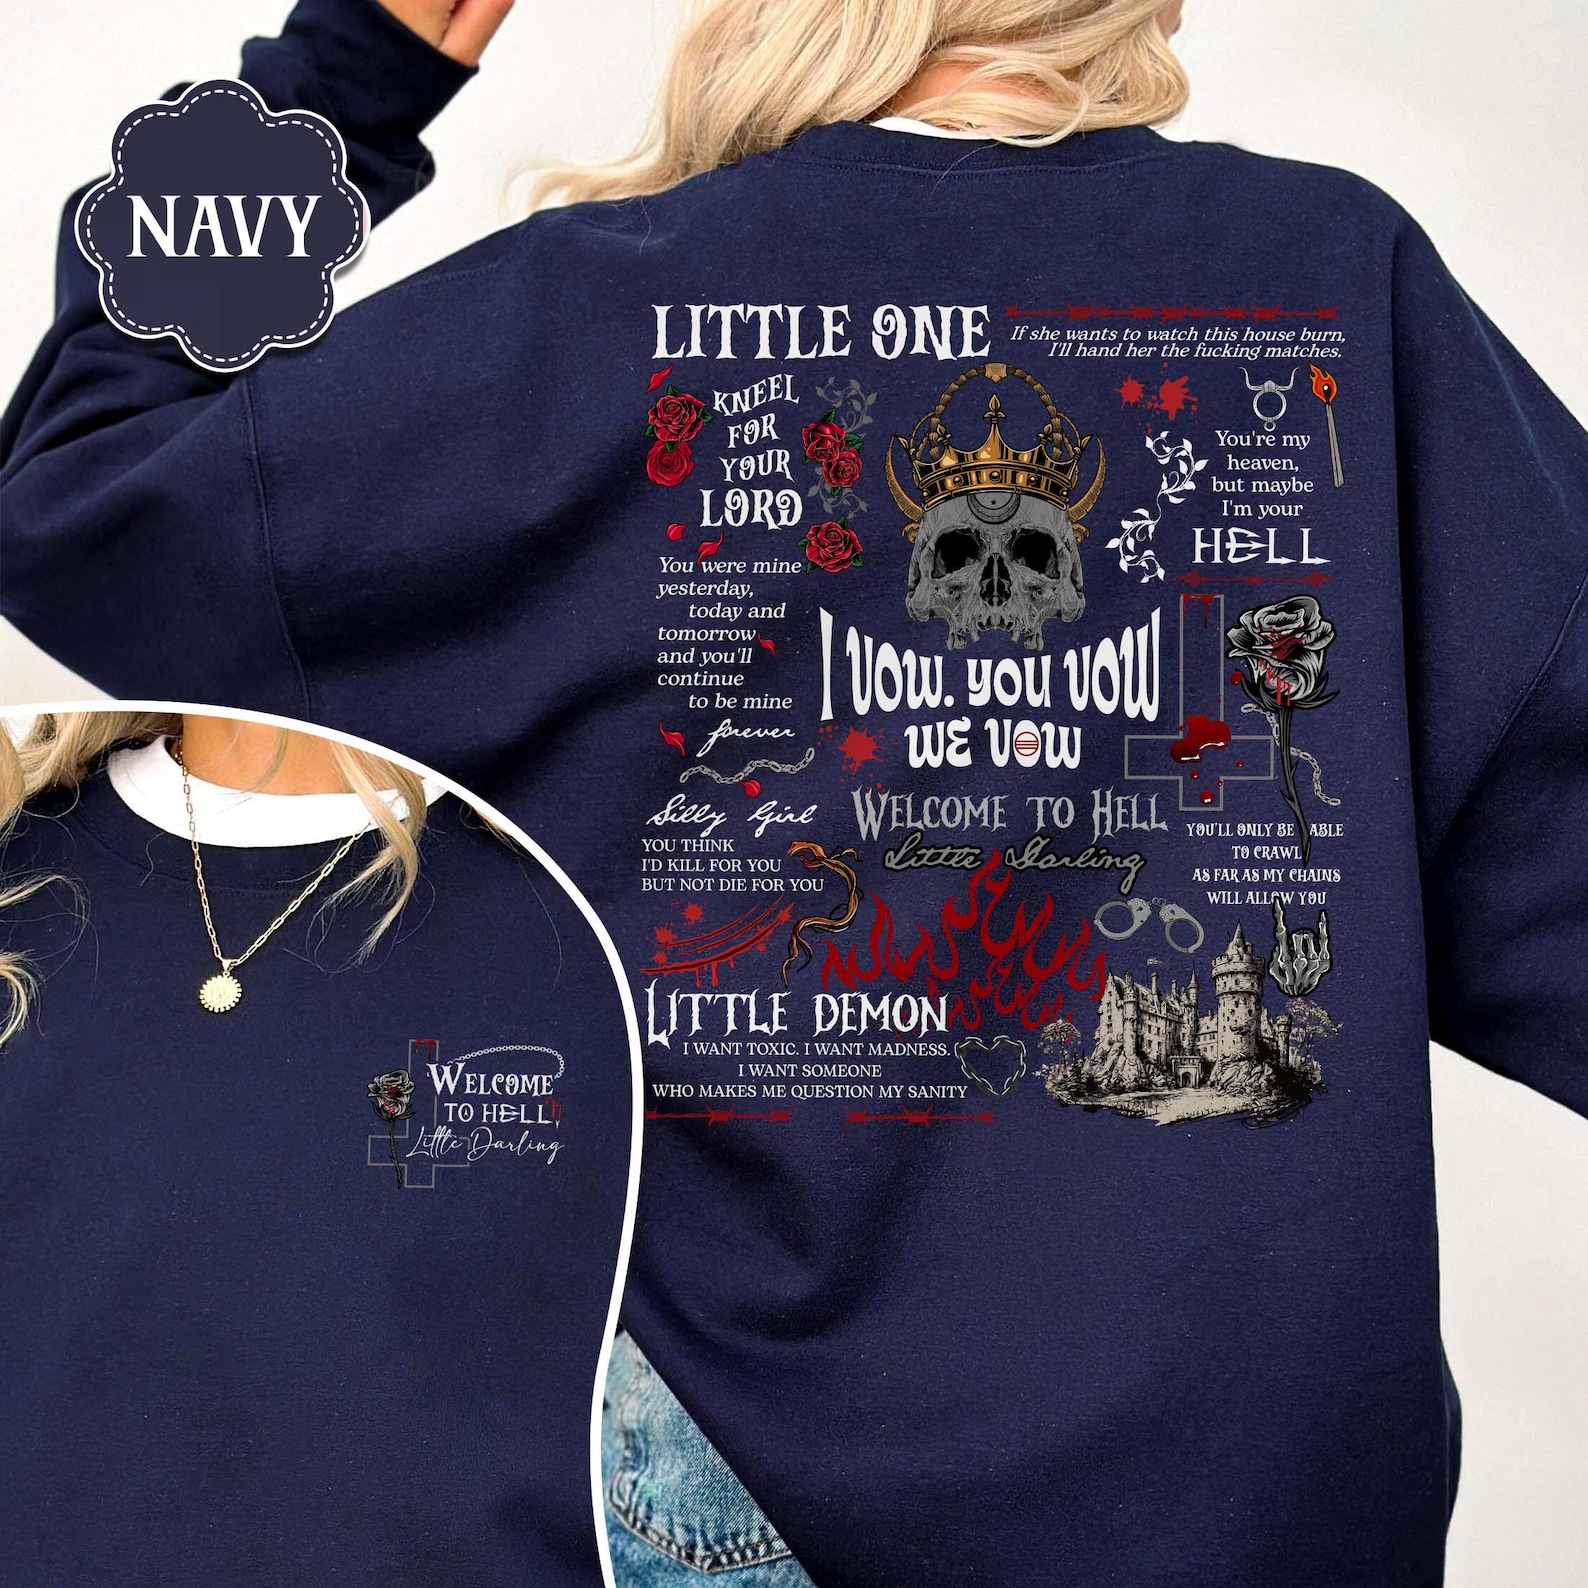 NAVY
LITTLE ONE
If she wants to watch this house burn,
I'll hand her the fucking matches.
KNEEL
FOR
YOUR
LORD
You're my
heaven,
but maybe
I'm your
HELL
You were mine
yesterday,
today and
tomorrow
and you'll
continue
to be mine
forever
I VOW. YOU VOW
WE VOW
WELCOME TO HELL
Little Darling
Silly Girl
YOU THINK
I'D KILL FOR YOU
BUT NOT DIE FOR YOU
YOU'LL ONLY BE ABLE
TO CRAWL
AS FAR AS MY CHAINS
WILL ALLOW YOU
LITTLE DEMON
I WANT TOXIC. I WANT MADNESS.
I WANT SOMEONE
WHO MAKES ME QUESTION MY SANITY
WELCOME
TO HELL
Little Darling